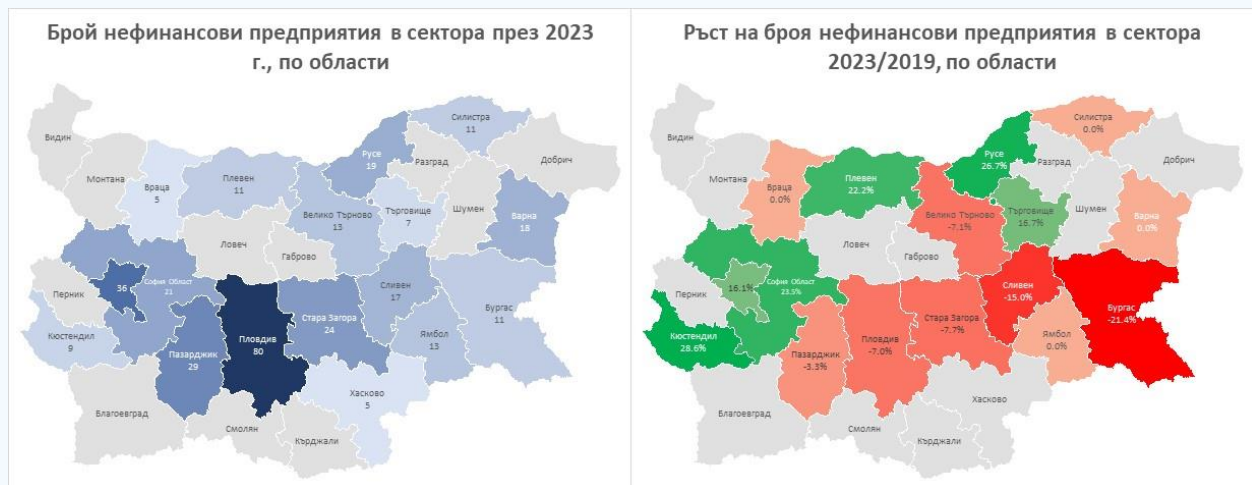 Брой нефинансови предприятия в сектора през 2023
г., по области
Видин
Монтана
Враца
5
Плевен
11
Русе
19
Силистра
11
Разград
Добрич
Шумен
Варна
18
Търговище
7
Велико Търново
13
Ловеч
Габрово
Перник
36
София Област
21
Кюстендил
9
Пазарджик
29
Пловдив
80
Стара Загора
24
Сливен
17
Ямбол
13
Бургас
11
Хасково
5
Благоевград
Смолян
Кърджали
Ръст на броя нефинансови предприятия в сектора
2023/2019, по области
Видин
Монтана
Враца
0.0%
Плевен
22.2%
Русе
26.7%
Силистра
0.0%
Разград
Добрич
Шумен
Варна
0.0%
Търговище
16.7%
Велико Търново
-7.1%
Ловеч
Габрово
Перник
16.1%
София Област
23.5%
Кюстендил
28.6%
Пазарджик
-3.3%
Пловдив
-7.0%
Стара Загора
-7.7%
Сливен
-15.0%
Ямбол
0.0%
Бургас
-21.4%
Хасково
Благоевград
Смолян
Кърджали